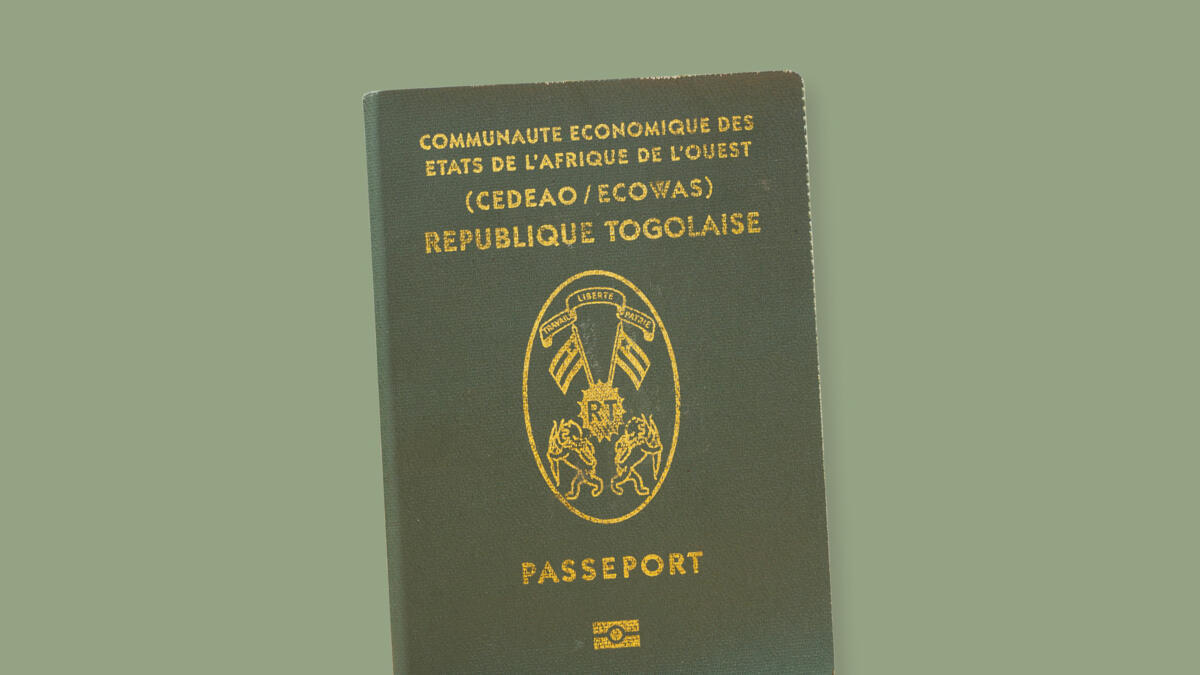 COMMUNAUTE ECONOMIQUE DES
ETATS DE L'AFRIQUE DE L'OUEST
(CEDEAO / ECOWAS)
REPUBLIQUE TOGOLAISE
TRAVAIL LIBERTE PATRIE
RT
PASSEPORT